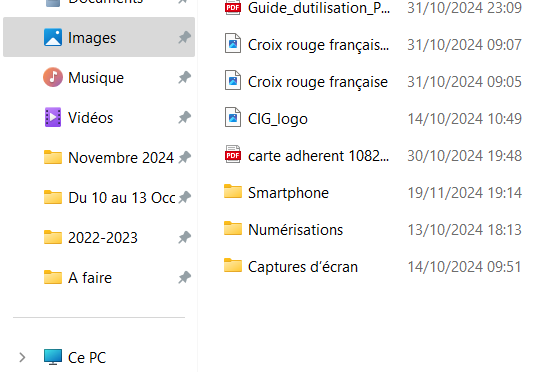 Documents
Images
Musique
Vidéos
Novembre 2024
Du 10 au 13 Occ
2022-2023
A faire
Ce PC
Guide_dutilisation_P... 31/10/2024 23:09
Croix rouge français... 31/10/2024 09:07
Croix rouge française 31/10/2024 09:05
CIG_logo 14/10/2024 10:49
carte adherent 1082... 30/10/2024 19:48
Smartphone 19/11/2024 19:14
Numérisations 13/10/2024 18:13
Captures d’écran 14/10/2024 09:51